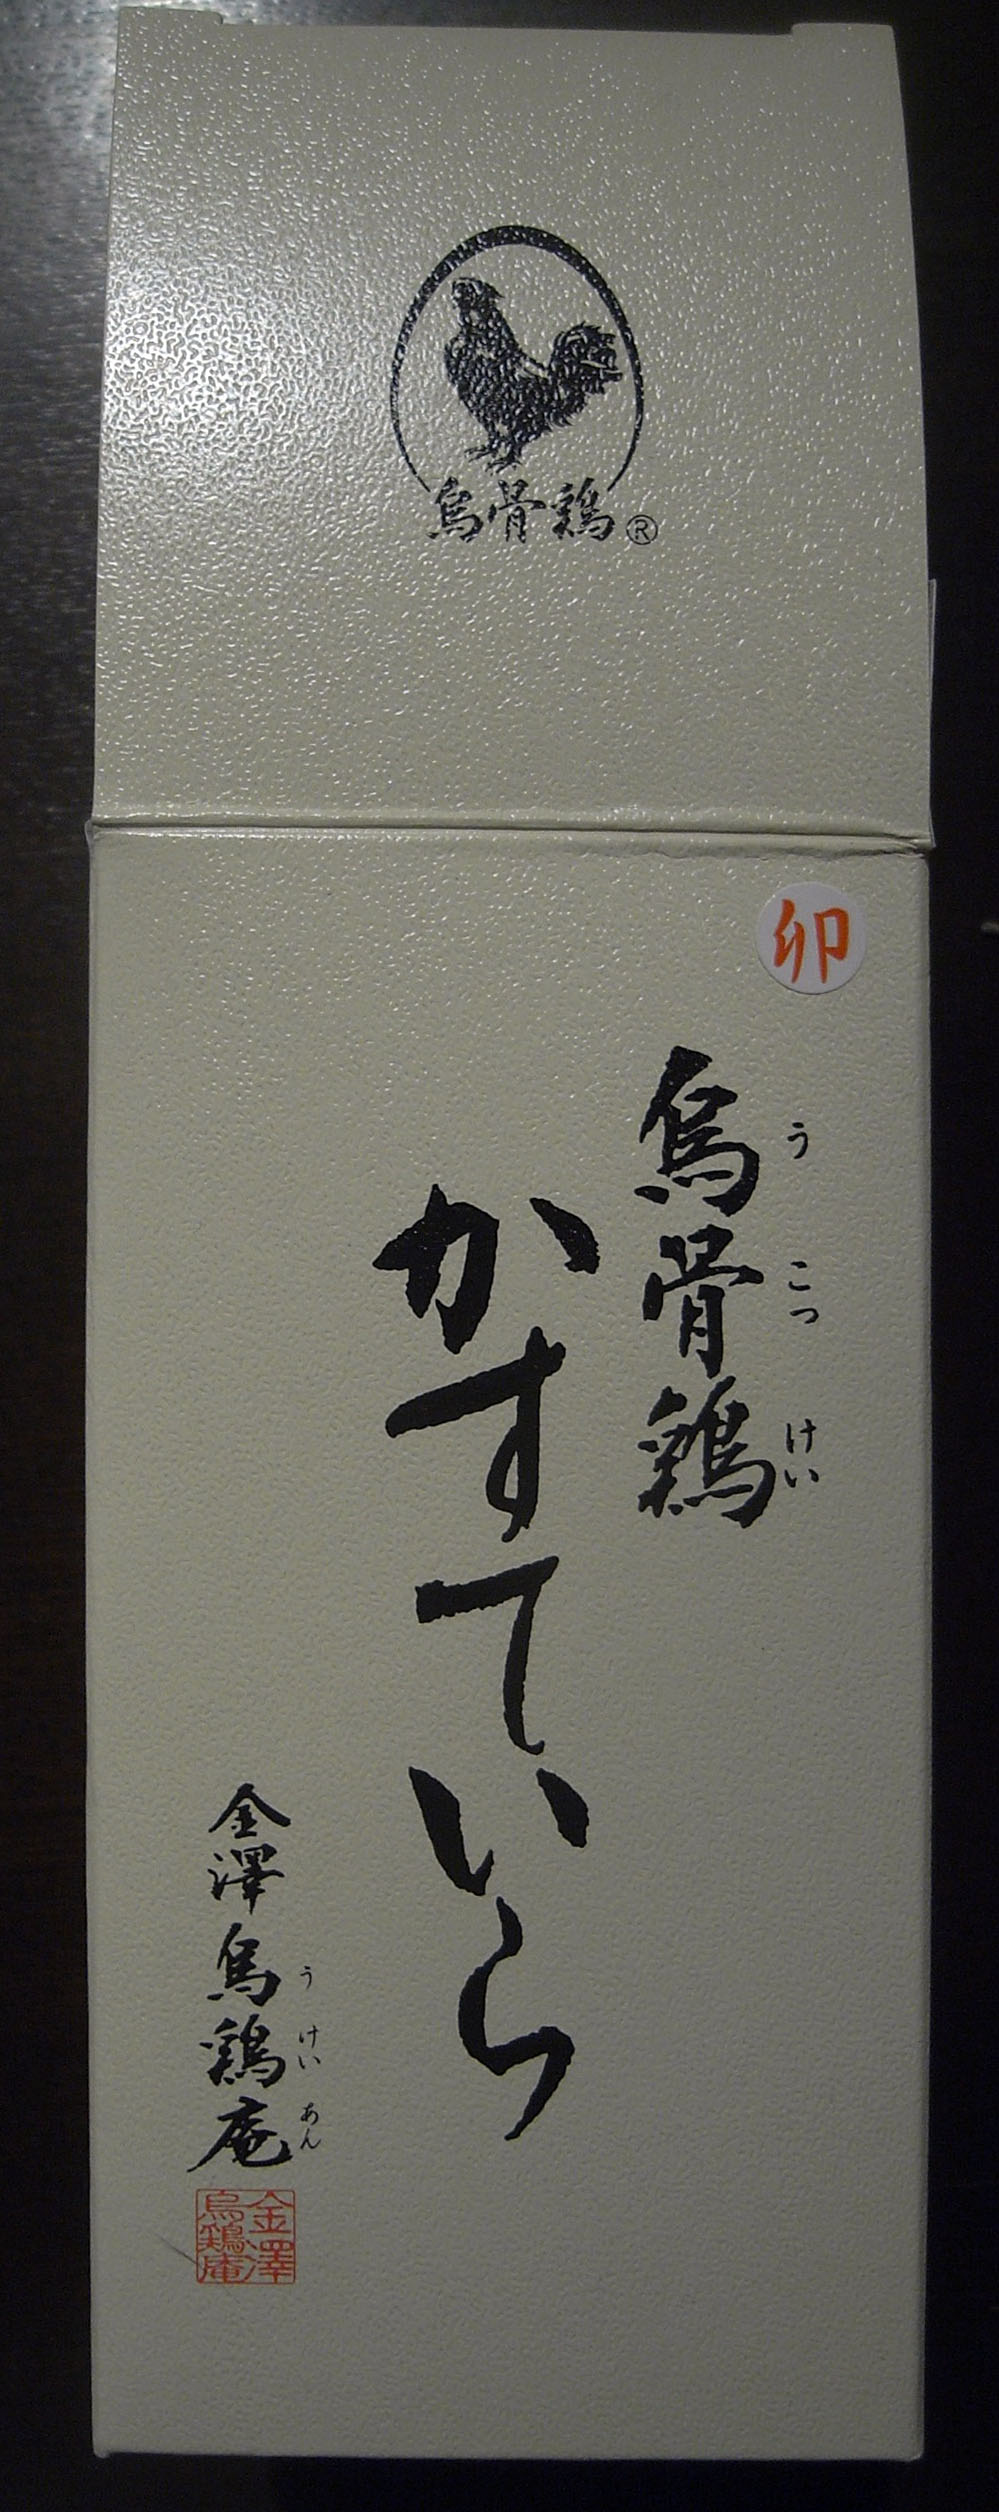 烏骨鶏®
卯
烏骨鶏
うこっけい
かすていら
金澤烏鶏庵
うけいあん
金澤
烏鶏庵